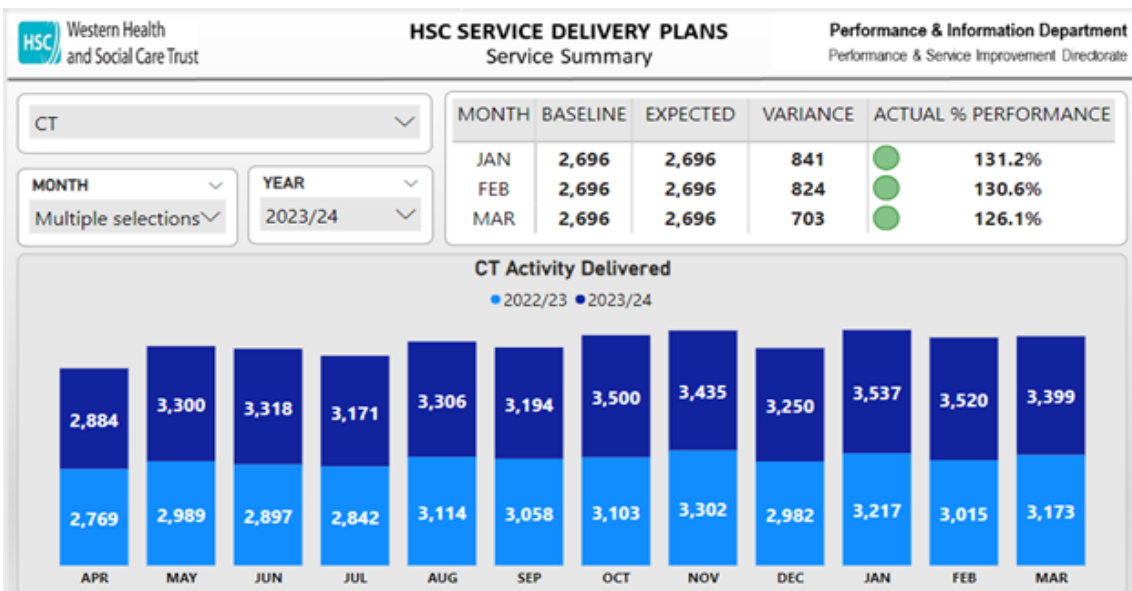 HSC Western Health and Social Care Trust
HSC SERVICE DELIVERY PLANS
Service Summary
Performance & Information Department
Performance & Service Improvement Directorate
CT
MONTH
Multiple selections
YEAR
2023/24
MONTH BASELINE EXPECTED VARIANCE ACTUAL % PERFORMANCE
JAN 2,696 2,696 841 131.2%
FEB 2,696 2,696 824 130.6%
MAR 2,696 2,696 703 126.1%
CT Activity Delivered
2022/23 2023/24
2,884 3,300 3,318 3,171 3,306 3,194 3,500 3,435 3,250 3,537 3,520 3,399
2,769 2,989 2,897 2,842 3,114 3,058 3,103 3,302 2,982 3,217 3,015 3,173
APR MAY JUN JUL AUG SEP OCT NOV DEC JAN FEB MAR